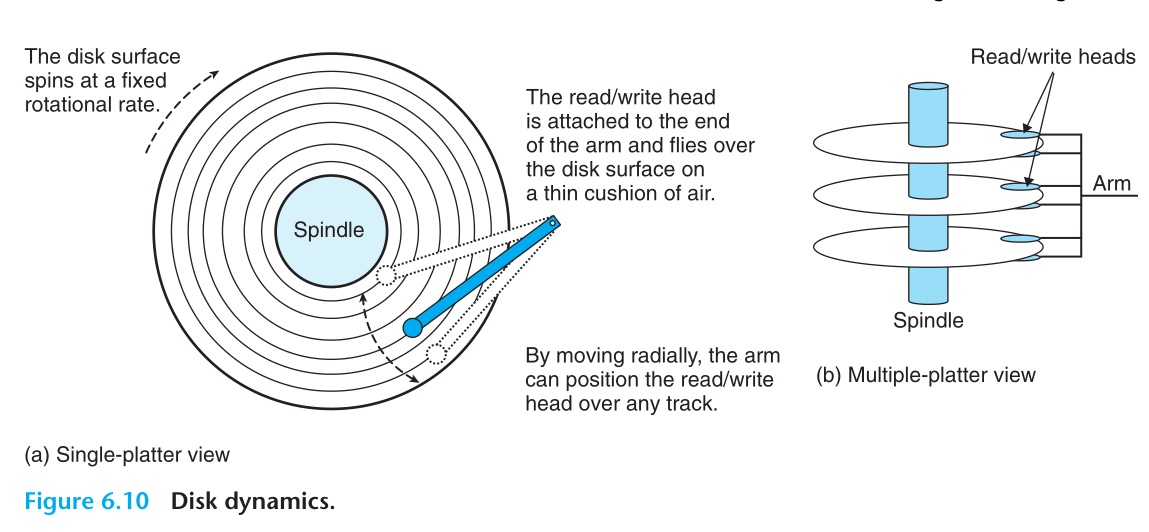 The disk surface
spins at a fixed
rotational rate.
Spindle
The read/write head
is attached to the end
of the arm and flies over
the disk surface on
a thin cushion of air.
By moving radially, the arm
can position the read/write
head over any track.
(a) Single-platter view
Read/write heads
Arm
Spindle
(b) Multiple-platter view
Figure 6.10 Disk dynamics.